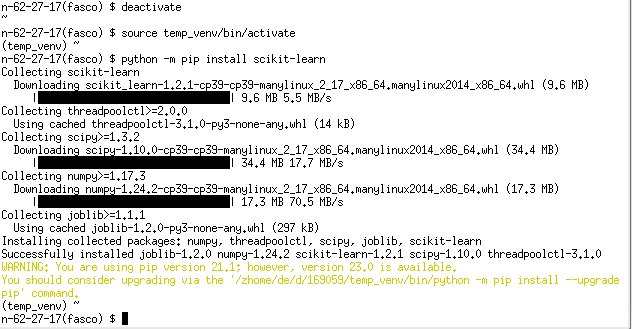 n-62-27-17(fasco) $ deactivate
~
n-62-27-17(fasco) $ source temp_venv/bin/activate
(temp_venv) ~
n-62-27-17(fasco) $ python -m pip install scikit-learn
Collecting scikit-learn
  Downloading scikit_learn-1.2.1-cp39-cp39-manylinux_2_17_x86_64.manylinux2014_x86_64.whl (9.6 MB)
     |████████████████████████████████| 9.6 MB 5.5 MB/s
Collecting threadpoolctl>=2.0.0
  Using cached threadpoolctl-3.1.0-py3-none-any.whl (14 kB)
Collecting scipy>=1.3.2
  Downloading scipy-1.10.0-cp39-cp39-manylinux_2_17_x86_64.manylinux2014_x86_64.whl (34.4 MB)
     |████████████████████████████████| 34.4 MB 17.7 MB/s
Collecting numpy>=1.17.3
  Downloading numpy-1.24.2-cp39-cp39-manylinux_2_17_x86_64.manylinux2014_x86_64.whl (17.3 MB)
     |████████████████████████████████| 17.3 MB 70.5 MB/s
Collecting joblib>=1.1.1
  Using cached joblib-1.2.0-py3-none-any.whl (297 kB)
Installing collected packages: numpy, threadpoolctl, scipy, joblib, scikit-learn
Successfully installed joblib-1.2.0 numpy-1.24.2 scikit-learn-1.2.1 scipy-1.10.0 threadpoolctl-3.1.0
WARNING: You are using pip version 21.1; however, version 23.0 is available.
You should consider upgrading via the '/zhome/de/d/169059/temp_venv/bin/python -m pip install --upgrade
pip' command.
(temp_venv) ~
n-62-27-17(fasco) $